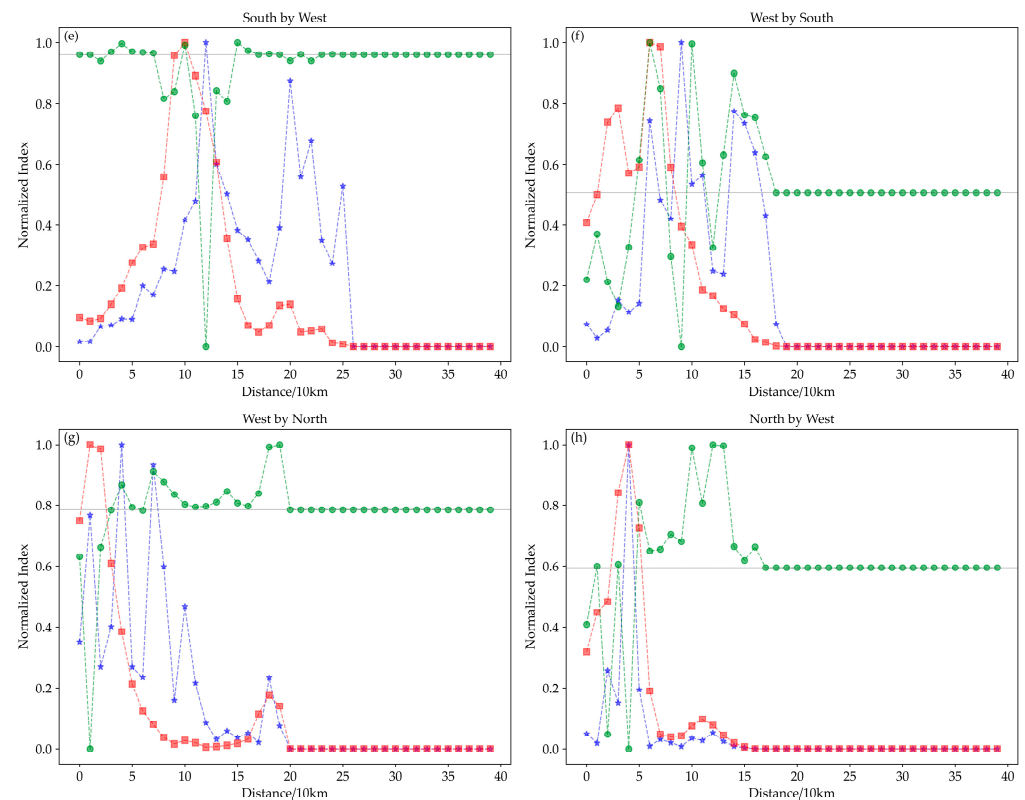 South by West
(e)
1.0
0.8
0.6
0.4
0.2
0.0
Normalized Index
0 5 10 15 20 25 30 35 40
Distance/10km
West by South
(f)
1.0
0.8
0.6
0.4
0.2
0.0
Normalized Index
0 5 10 15 20 25 30 35 40
Distance/10km
West by North
(g)
1.0
0.8
0.6
0.4
0.2
0.0
Normalized Index
0 5 10 15 20 25 30 35 40
Distance/10km
North by West
(h)
1.0
0.8
0.6
0.4
0.2
0.0
Normalized Index
0 5 10 15 20 25 30 35 40
Distance/10km